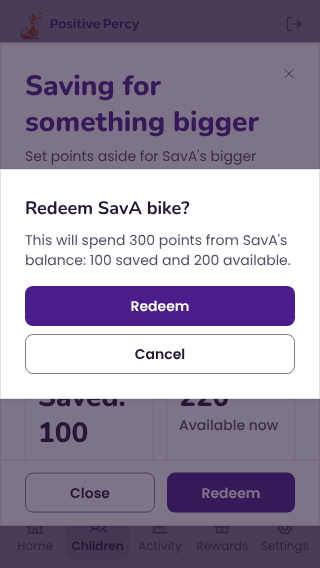 Positive Percy
Saving for
something bigger
Set points aside for SavA's bigger
Redeem SavA bike?
This will spend 300 points from SavA's
balance: 100 saved and 200 available.
Redeem
Cancel
Saved:
100
220
Available now
Close
Redeem
Home
Children
Activity
Rewards
Settings